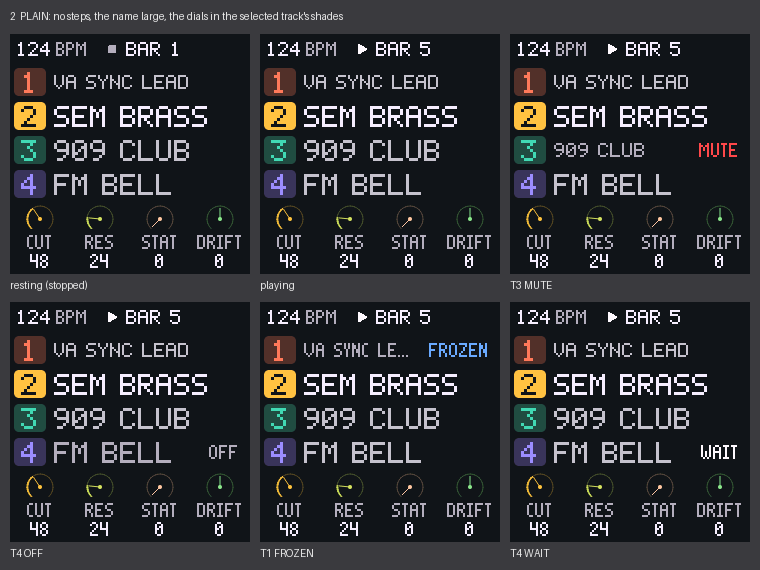 2 PLAIN: no steps, the name large, the dials in the selected track's shades
124 BPM BAR 1
1 VA SYNC LEAD
2 SEM BRASS
3 909 CLUB
4 FM BELL
CUT RES STAT DRIFT
48 24 0 0
resting (stopped)
124 BPM BAR 5
1 VA SYNC LEAD
2 SEM BRASS
3 909 CLUB
4 FM BELL
CUT RES STAT DRIFT
48 24 0 0
playing
124 BPM BAR 5
1 VA SYNC LEAD
2 SEM BRASS
3 909 CLUB MUTE
4 FM BELL
CUT RES STAT DRIFT
48 24 0 0
T3 MUTE
124 BPM BAR 5
1 VA SYNC LEAD
2 SEM BRASS
3 909 CLUB
4 FM BELL OFF
CUT RES STAT DRIFT
48 24 0 0
T4 OFF
124 BPM BAR 5
1 VA SYNC LE... FROZEN
2 SEM BRASS
3 909 CLUB
4 FM BELL
CUT RES STAT DRIFT
48 24 0 0
T1 FROZEN
124 BPM BAR 5
1 VA SYNC LEAD
2 SEM BRASS
3 909 CLUB
4 FM BELL WAIT
CUT RES STAT DRIFT
48 24 0 0
T4 WAIT